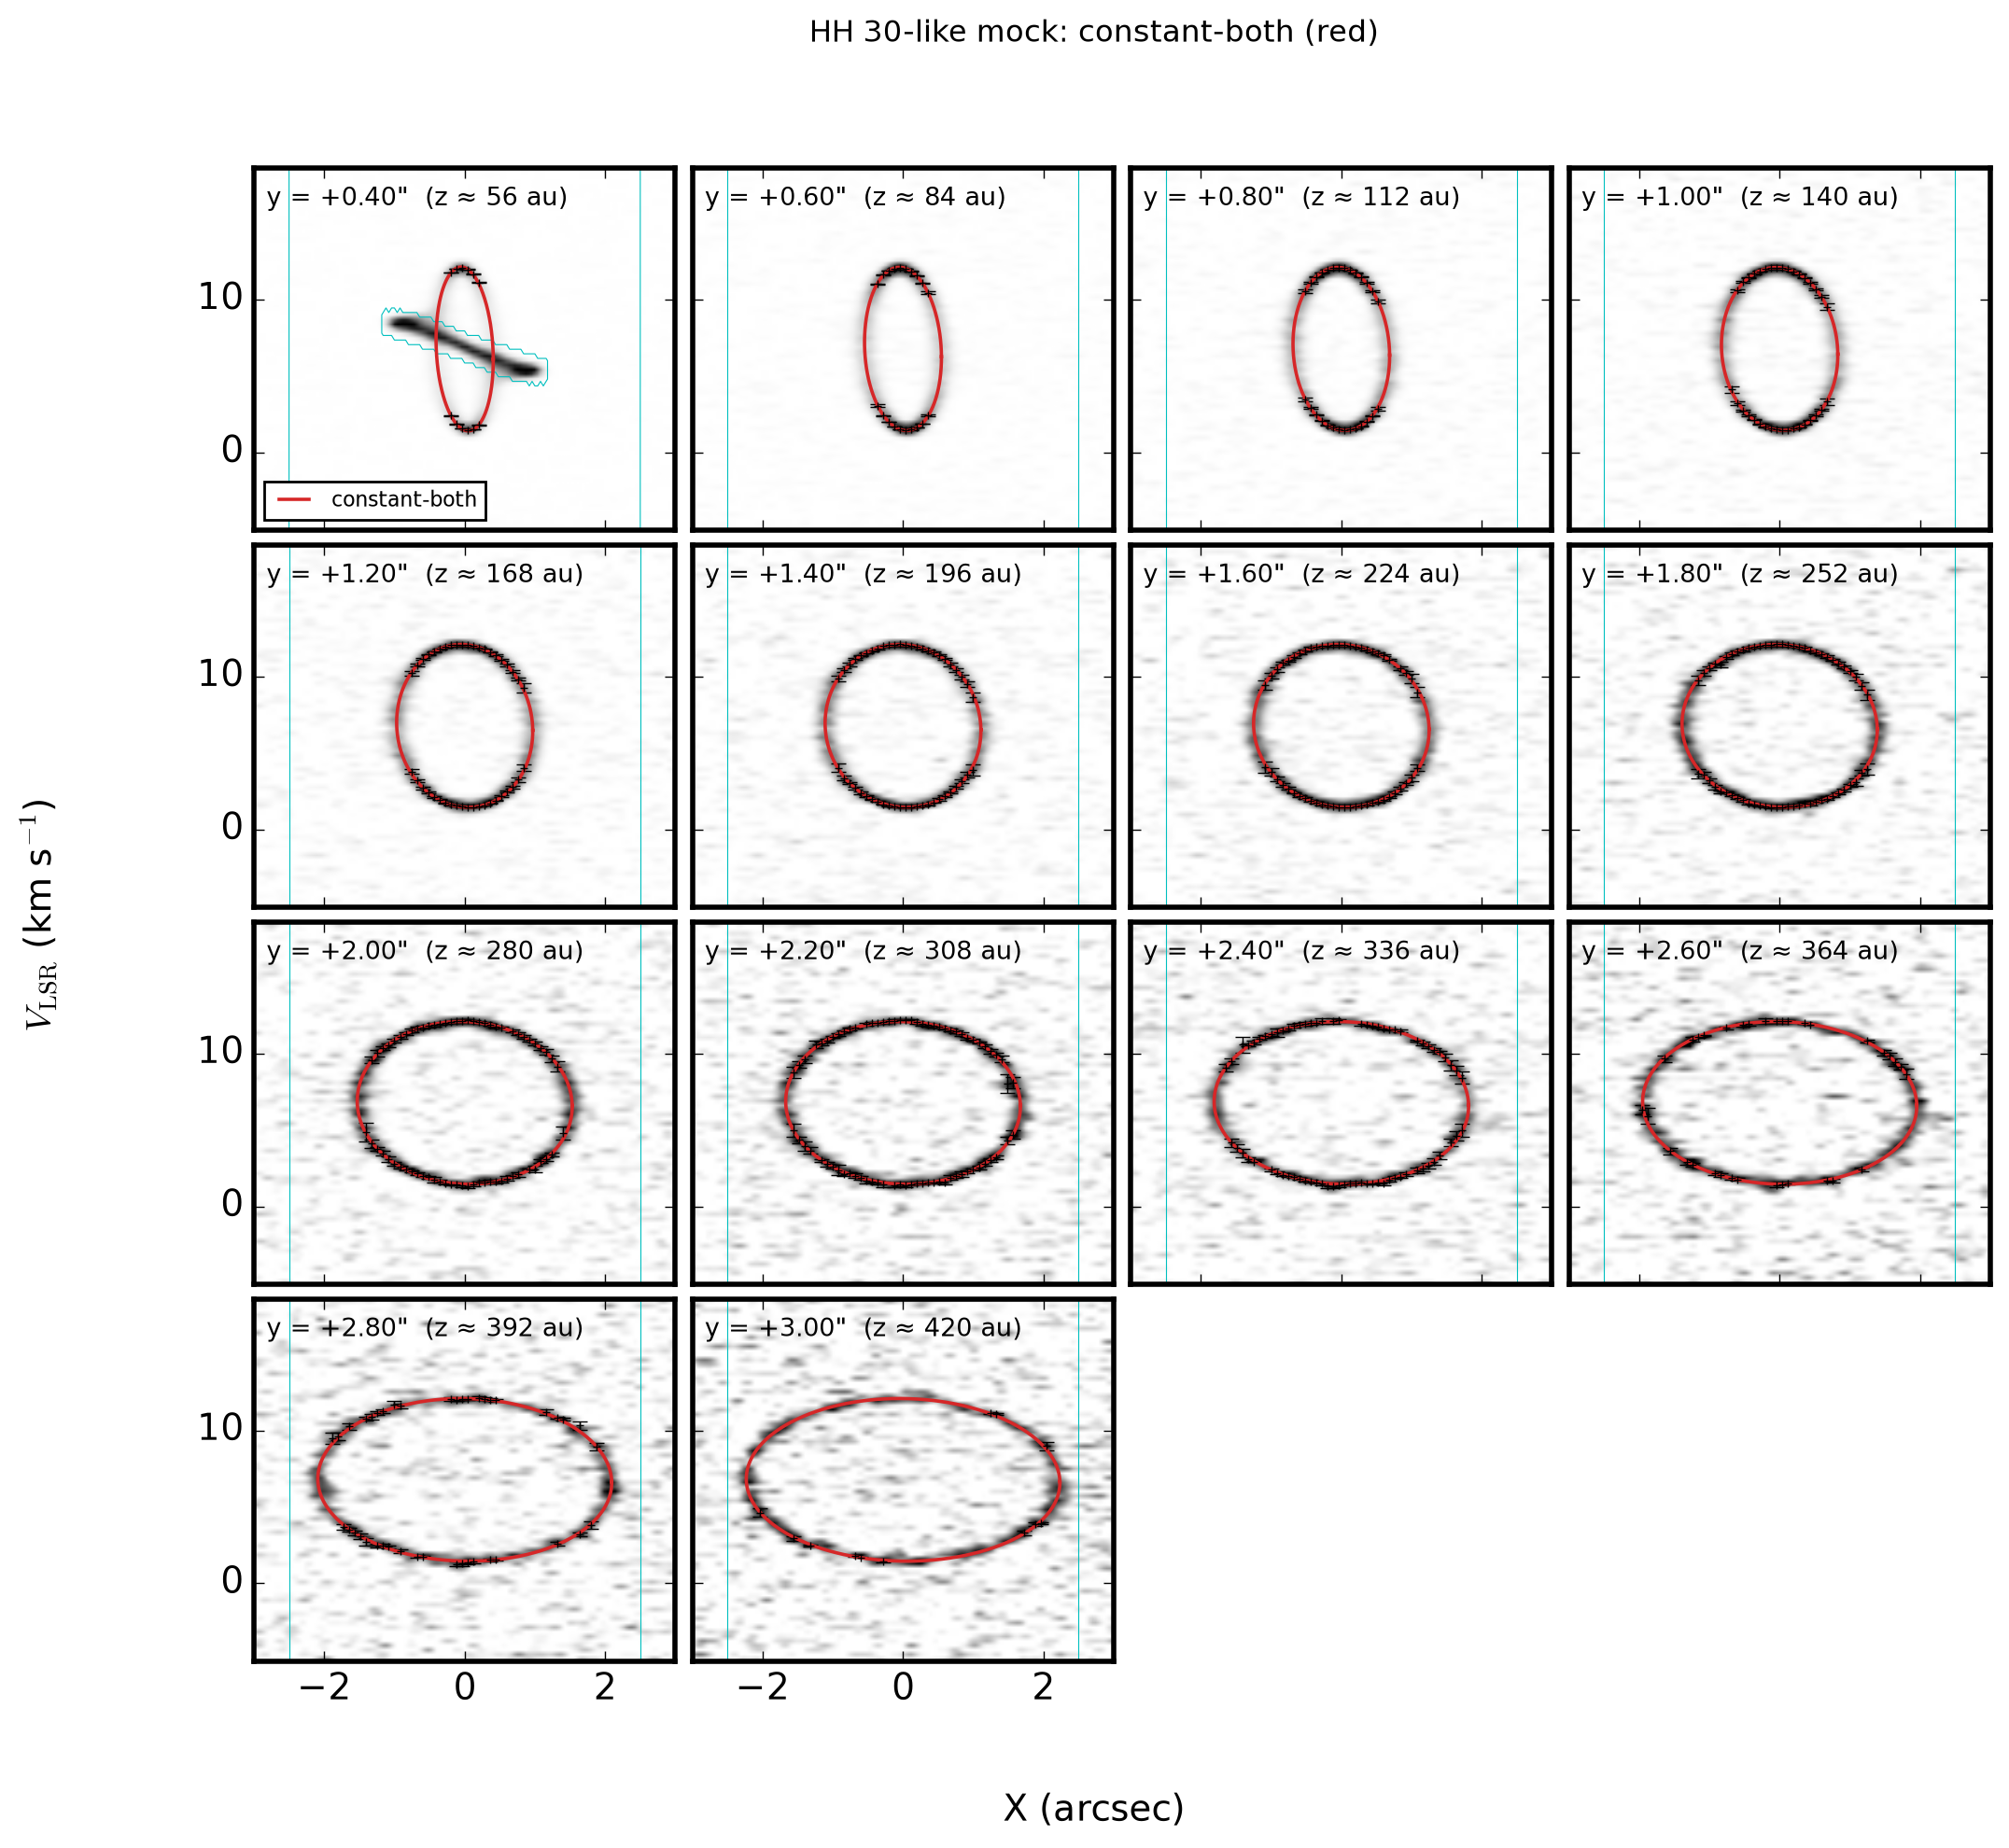 HH 30-like mock: constant-both (red)
y = +0.40" (z ≈ 56 au)
y = +0.60" (z ≈ 84 au)
y = +0.80" (z ≈ 112 au)
y = +1.00" (z ≈ 140 au)
10
0
constant-both
y = +1.20" (z ≈ 168 au)
y = +1.40" (z ≈ 196 au)
y = +1.60" (z ≈ 224 au)
y = +1.80" (z ≈ 252 au)
10
0
V_LSR (km s⁻¹)
y = +2.00" (z ≈ 280 au)
y = +2.20" (z ≈ 308 au)
y = +2.40" (z ≈ 336 au)
y = +2.60" (z ≈ 364 au)
10
0
y = +2.80" (z ≈ 392 au)
y = +3.00" (z ≈ 420 au)
10
0
−2 0 2
−2 0 2
X (arcsec)